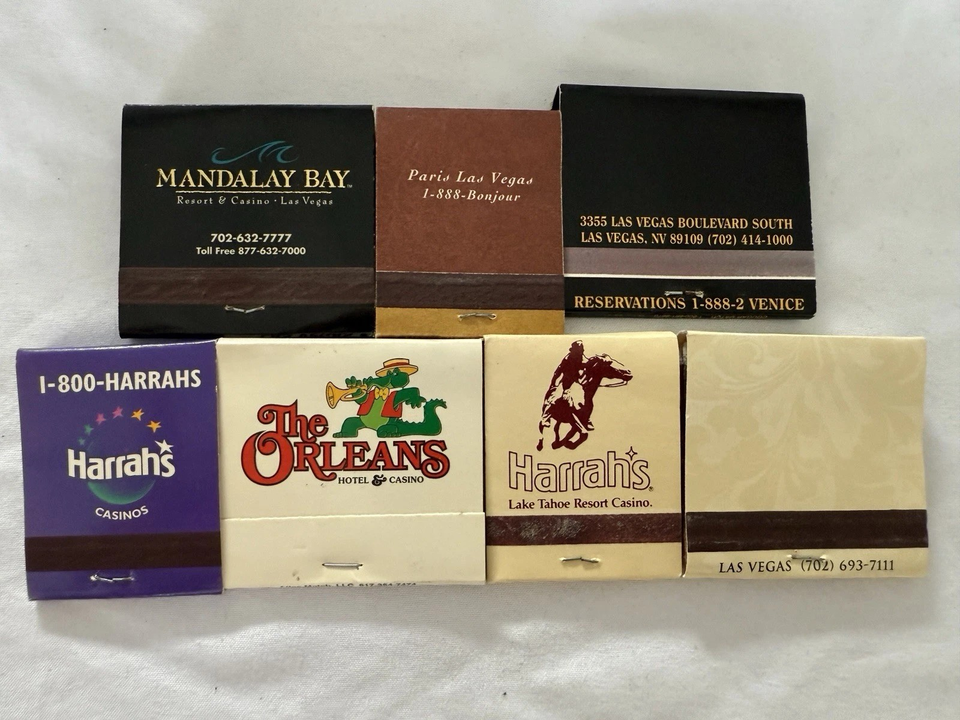 MANDALAY BAY™
Resort & Casino · Las Vegas
702-632-7777
Toll Free 877-632-7000
Paris Las Vegas
1-888-Bonjour
3355 LAS VEGAS BOULEVARD SOUTH
LAS VEGAS, NV 89109 (702) 414-1000
RESERVATIONS 1-888-2 VENICE
1-800-HARRAHS
Harrah's
CASINOS
The
ORLEANS
HOTEL & CASINO
Harrah's®
Lake Tahoe Resort Casino.
LAS VEGAS (702) 693-7111